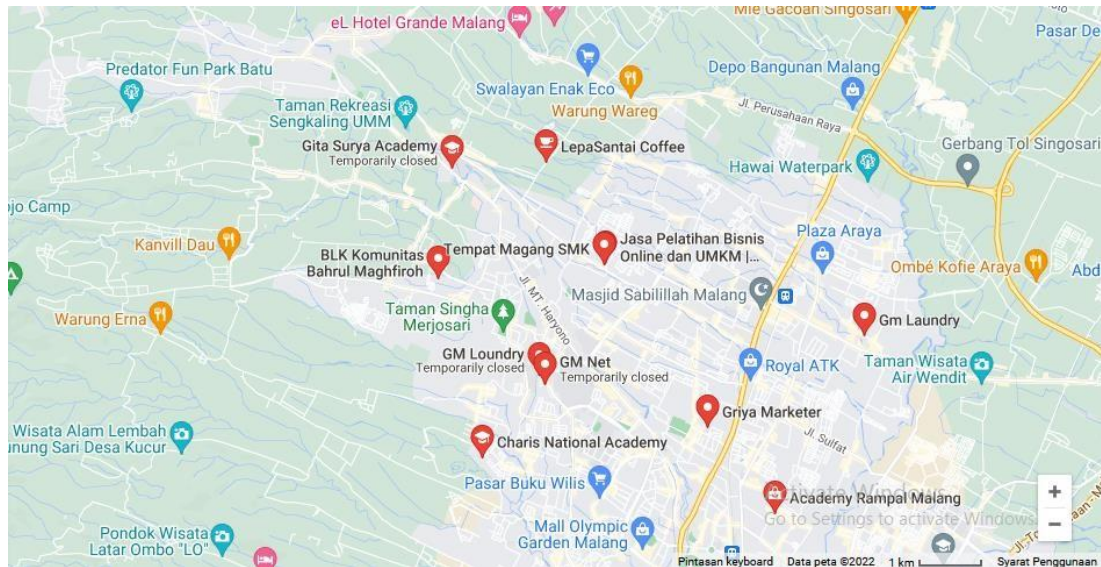 Mie Gacoan Singosari
eL Hotel Grande Malang
Pasar De
Predator Fun Park Batu
Swalayan Enak Eco
Depo Bangunan Malang
Warung Wareg
Jl. Perusahaan Raya
Taman Rekreasi
Sengkaling UMM
Gita Surya Academy
Temporarily closed
LepaSantai Coffee
Gerbang Tol Singosari
Hawai Waterpark
ojo Camp
Kanvill Dau
BLK Komunitas
Bahrul Maghfiroh
Tempat Magang SMK
Jasa Pelatihan Bisnis
Online dan UMKM |...
Plaza Araya
Ombé Kofie Araya
Abd
Jl. MT. Haryono
Masjid Sabilillah Malang
Warung Erna
Taman Singha
Merjosari
Gm Laundry
GM Loundry
Temporarily closed
GM Net
Temporarily closed
Royal ATK
Taman Wisata
Air Wendit
Griya Marketer
Wisata Alam Lembah
unung Sari Desa Kucur
Charis National Academy
Jl. Sulfat
Pasar Buku Wilis
Activate Windows
Academy Rampal Malang
Go to Settings to activate Windows.
Pondok Wisata
Latar Ombo "LO"
Mall Olympic
Garden Malang
Pintasan keyboard
Data peta ©2022
1 km
Syarat Penggunaan